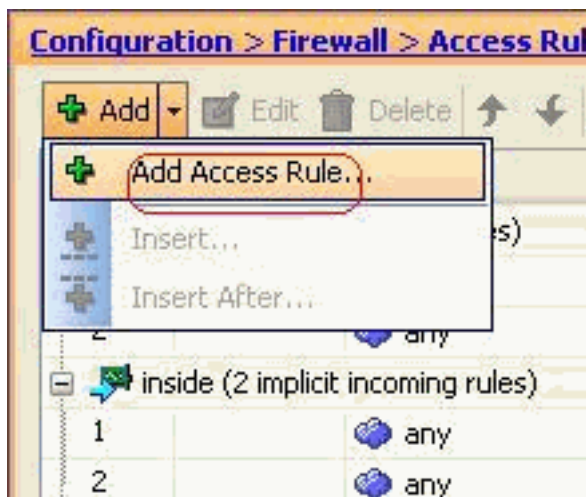 Configuration > Firewall > Access Rul
Add Edit Delete
Add Access Rule...
Insert...
s)
Insert After...
2 any
inside (2 implicit incoming rules)
1 any
2 any